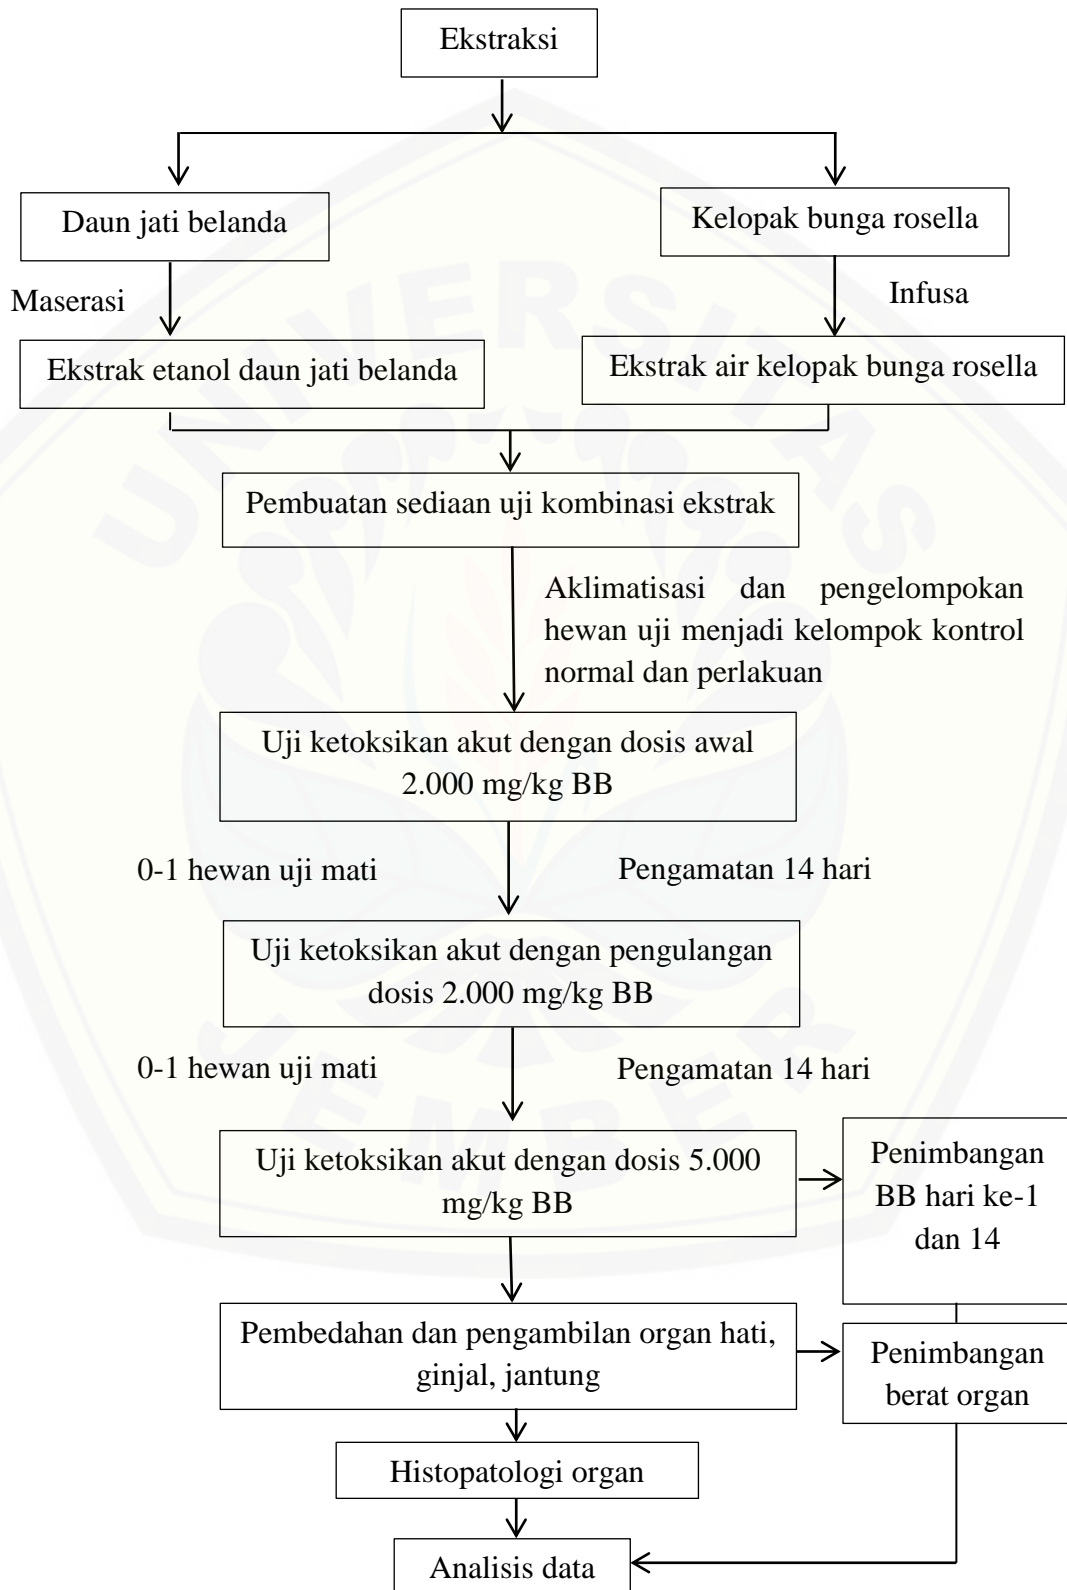 Ekstraksi
Daun jati belanda
Kelopak bunga rosella
Maserasi
Infusa
Ekstrak etanol daun jati belanda
Ekstrak air kelopak bunga rosella
Pembuatan sediaan uji kombinasi ekstrak
Aklimatisasi dan pengelompokan
hewan uji menjadi kelompok kontrol
normal dan perlakuan
Uji ketoksikan akut dengan dosis awal
2.000 mg/kg BB
0-1 hewan uji mati
Pengamatan 14 hari
Uji ketoksikan akut dengan pengulangan
dosis 2.000 mg/kg BB
0-1 hewan uji mati
Pengamatan 14 hari
Uji ketoksikan akut dengan dosis 5.000
mg/kg BB
Penimbangan
BB hari ke-1
dan 14
Pembedahan dan pengambilan organ hati,
ginjal, jantung
Penimbangan
berat organ
Histopatologi organ
Analisis data
UNIVERSITAS
JEMBER